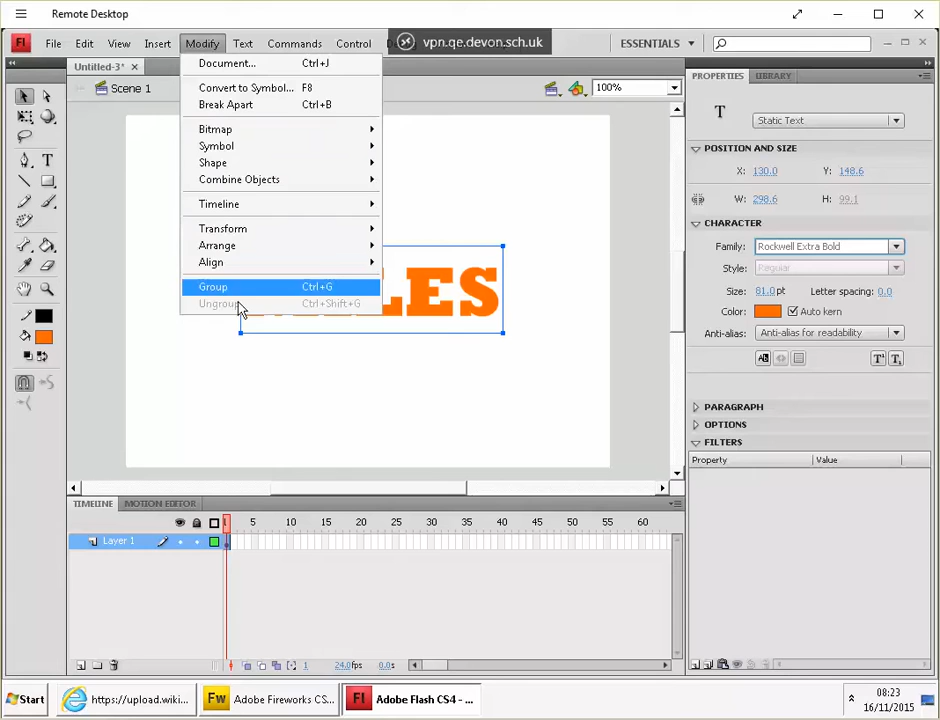 Remote Desktop
Fl File Edit View Insert Modify Text Commands Control vpn.qe.devon.sch.uk ESSENTIALS
Untitled-3*
Scene 1
100%
Document... Ctrl+J
Convert to Symbol... F8
Break Apart Ctrl+B
Bitmap
Symbol
Shape
Combine Objects
Timeline
Transform
Arrange
Align
Group Ctrl+G
Ungroup Ctrl+Shift+G
LES
PROPERTIES LIBRARY
T Static Text
POSITION AND SIZE
X: 130.0 Y: 148.6
W: 298.6 H: 99.1
CHARACTER
Family: Rockwell Extra Bold
Style: Regular
Size: 81.0 pt Letter spacing: 0.0
Color: Auto kern
Anti-alias: Anti-alias for readability
PARAGRAPH
OPTIONS
FILTERS
Property Value
TIMELINE MOTION EDITOR
1 5 10 15 20 25 30 35 40 45 50 55 60
Layer 1
1 24.0fps 0.0s
Start https://upload.wiki... Fw Adobe Fireworks CS... Fl Adobe Flash CS4 - ...
08:23
16/11/2015